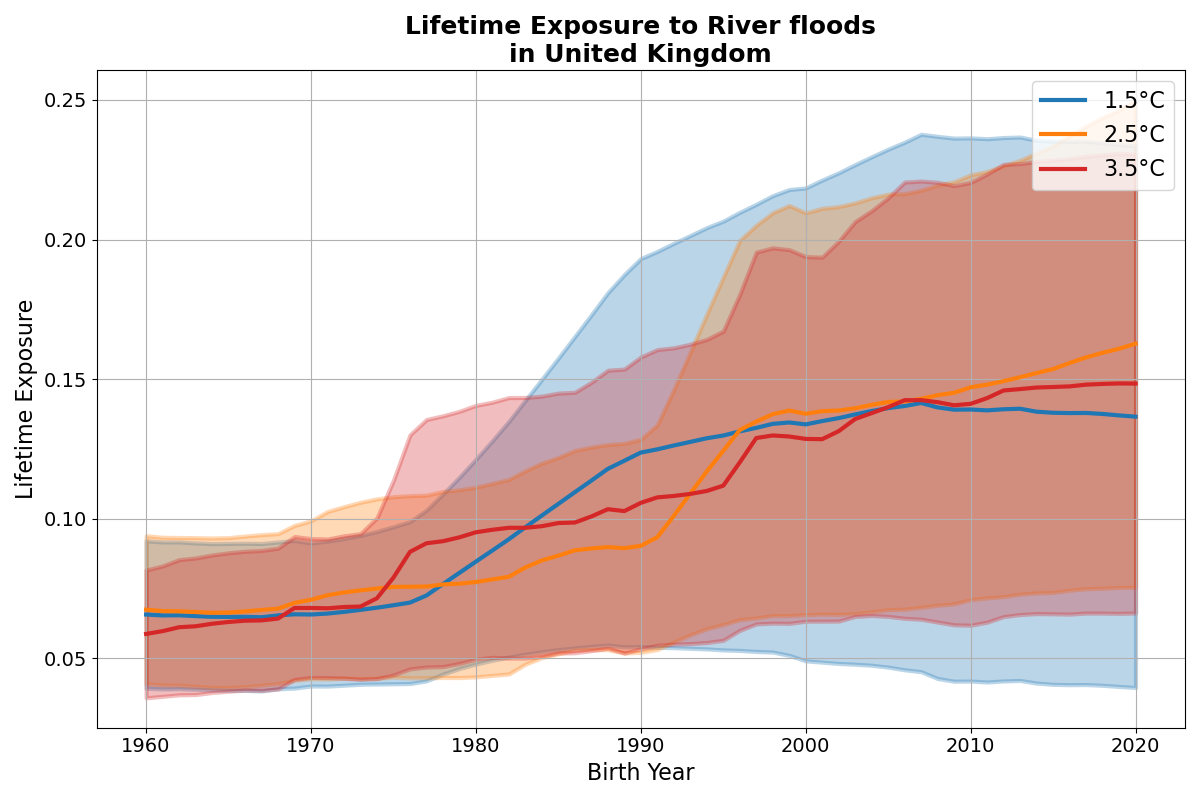 Lifetime Exposure to River floods
in United Kingdom
Lifetime Exposure
0.25
0.20
0.15
0.10
0.05
1.5°C
2.5°C
3.5°C
1960 1970 1980 1990 2000 2010 2020
Birth Year